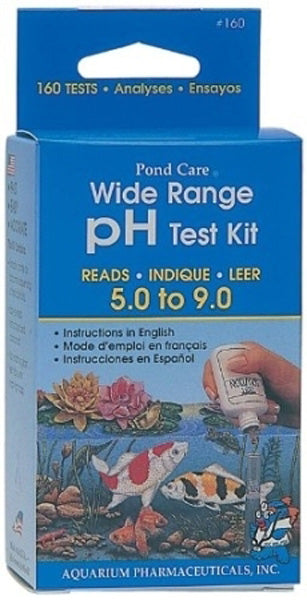 #160
160 TESTS • Analyses • Ensayos
Pond Care®
Wide Range
pH Test Kit
READS • INDIQUE • LEER
5.0 to 9.0
• Instructions in English
• Mode d'emploi en français
• Instrucciones en Español
AQUARIUM PHARMACEUTICALS, INC.